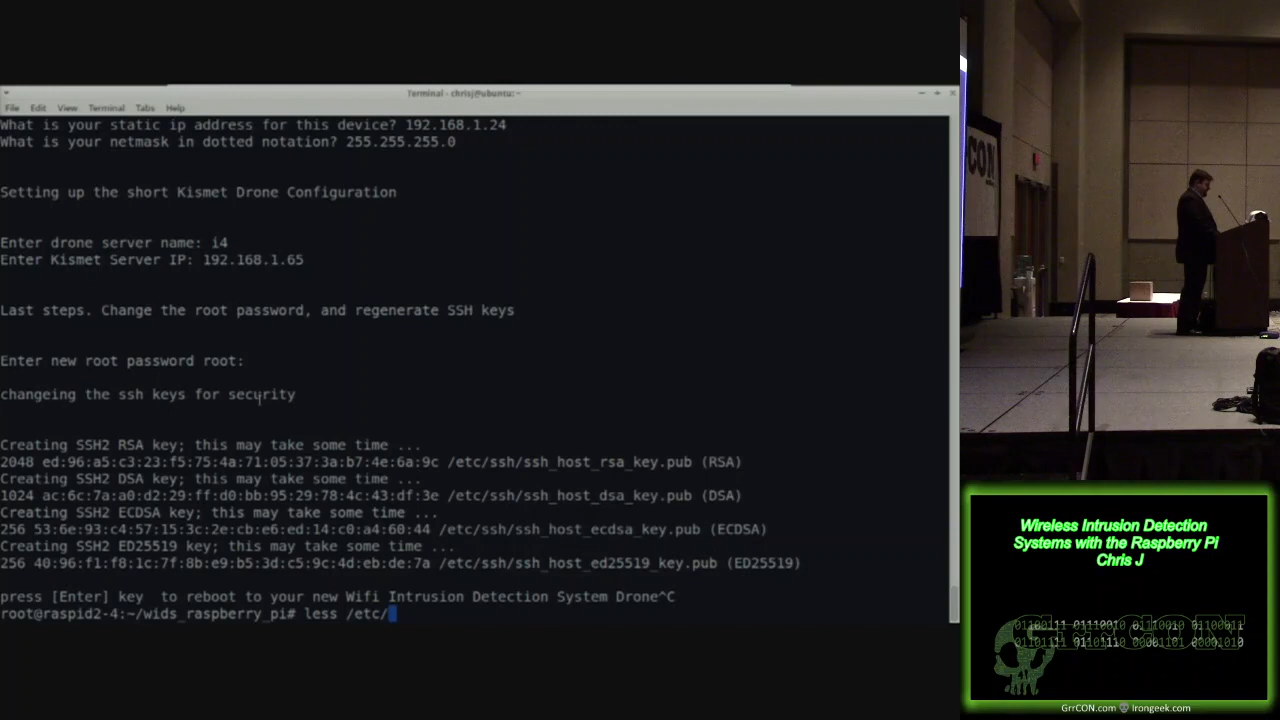 Terminal - chrisj@ubuntu: ~
File Edit View Terminal Tabs Help
What is your static ip address for this device? 192.168.1.24
What is your netmask in dotted notation? 255.255.255.0
Setting up the short Kismet Drone Configuration
Enter drone server name: i4
Enter Kismet Server IP: 192.168.1.65
Last steps. Change the root password, and regenerate SSH keys
Enter new root password root:
changeing the ssh keys for security
Creating SSH2 RSA key; this may take some time ...
2048 ed:96:a5:c3:23:f5:75:4a:71:05:37:3a:b7:4e:6a:9c /etc/ssh/ssh_host_rsa_key.pub (RSA)
Creating SSH2 DSA key; this may take some time ...
1024 ac:6c:7a:a0:d2:29:ff:d0:bb:95:29:78:4c:43:df:3e /etc/ssh/ssh_host_dsa_key.pub (DSA)
Creating SSH2 ECDSA key; this may take some time ...
256 53:6e:93:c4:57:15:3c:2e:cb:e6:ed:14:c0:a4:60:44 /etc/ssh/ssh_host_ecdsa_key.pub (ECDSA)
Creating SSH2 ED25519 key; this may take some time ...
256 40:96:f1:f8:1c:7f:8b:e9:b5:3d:c5:9c:4d:eb:de:7a /etc/ssh/ssh_host_ed25519_key.pub (ED25519)
press [Enter] key to reboot to your new Wifi Intrusion Detection System Drone^C
root@raspid2-4:~/wids_raspberry_pi# less /etc/
CON
Wireless Intrusion Detection
Systems with the Raspberry Pi
Chris J
GrrCON
GrrCON.com Irongeek.com